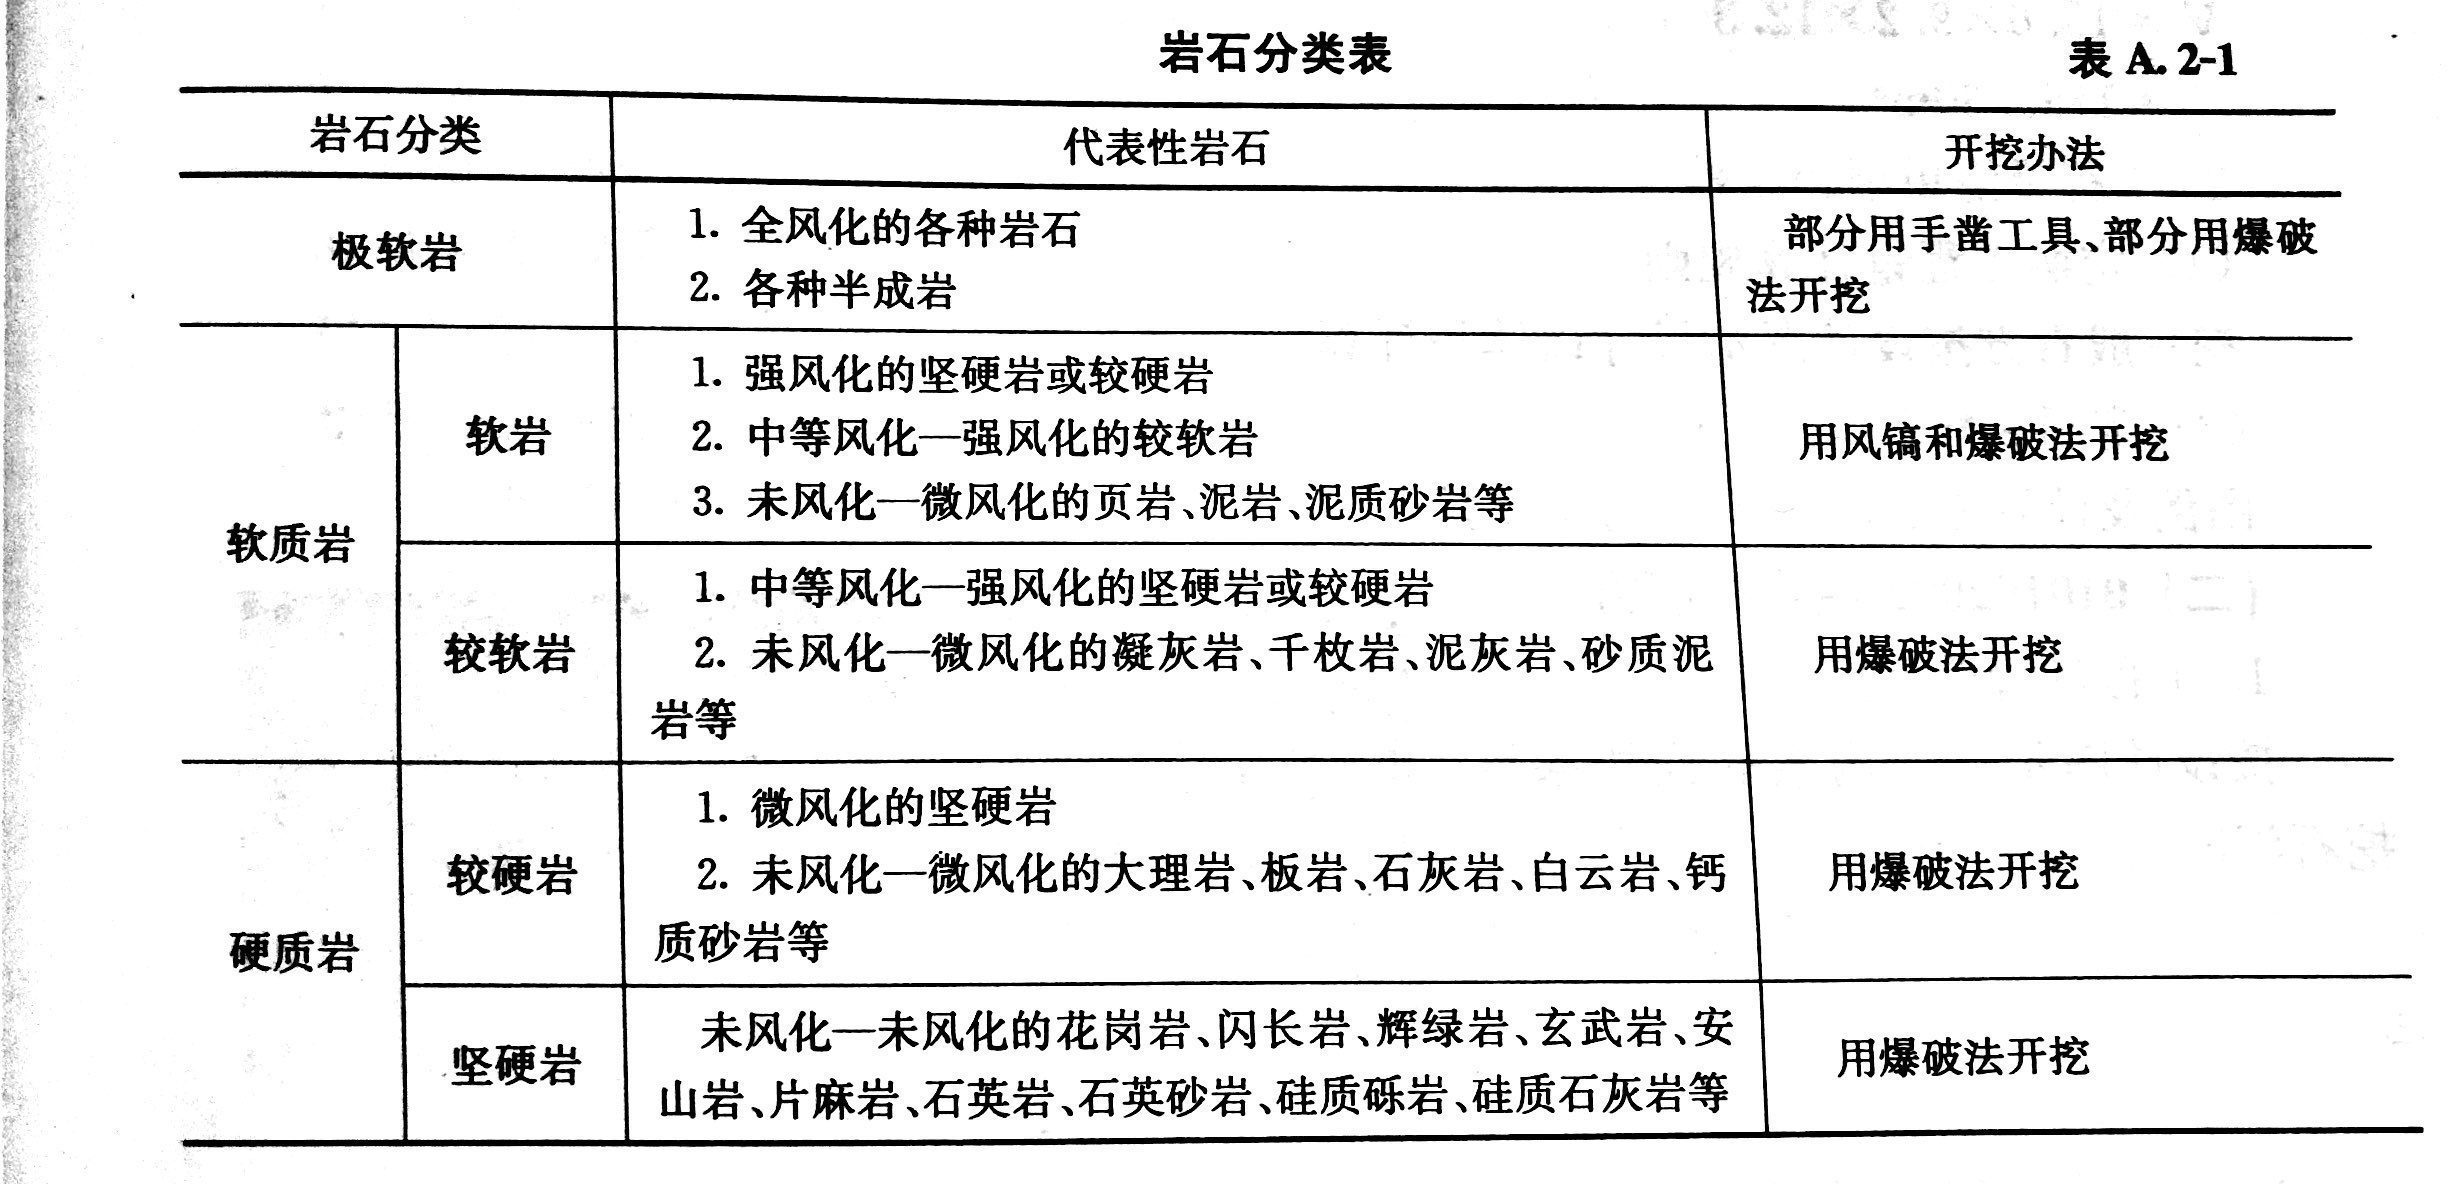 岩石分类表
表 A. 2-1
岩石分类
代表性岩石
开挖办法
极软岩
1. 全风化的各种岩石
2. 各种半成岩
部分用手凿工具、部分用爆破
法开挖
软质岩
软岩
1. 强风化的坚硬岩或较硬岩
2. 中等风化—强风化的较软岩
3. 未风化—微风化的页岩、泥岩、泥质砂岩等
用风镐和爆破法开挖
较软岩
1. 中等风化—强风化的坚硬岩或较硬岩
2. 未风化—微风化的凝灰岩、千枚岩、泥灰岩、砂质泥
岩等
用爆破法开挖
硬质岩
较硬岩
1. 微风化的坚硬岩
2. 未风化—微风化的大理岩、板岩、石灰岩、白云岩、钙
质砂岩等
用爆破法开挖
坚硬岩
未风化—未风化的花岗岩、闪长岩、辉绿岩、玄武岩、安
山岩、片麻岩、石英岩、石英砂岩、硅质砾岩、硅质石灰岩等
用爆破法开挖